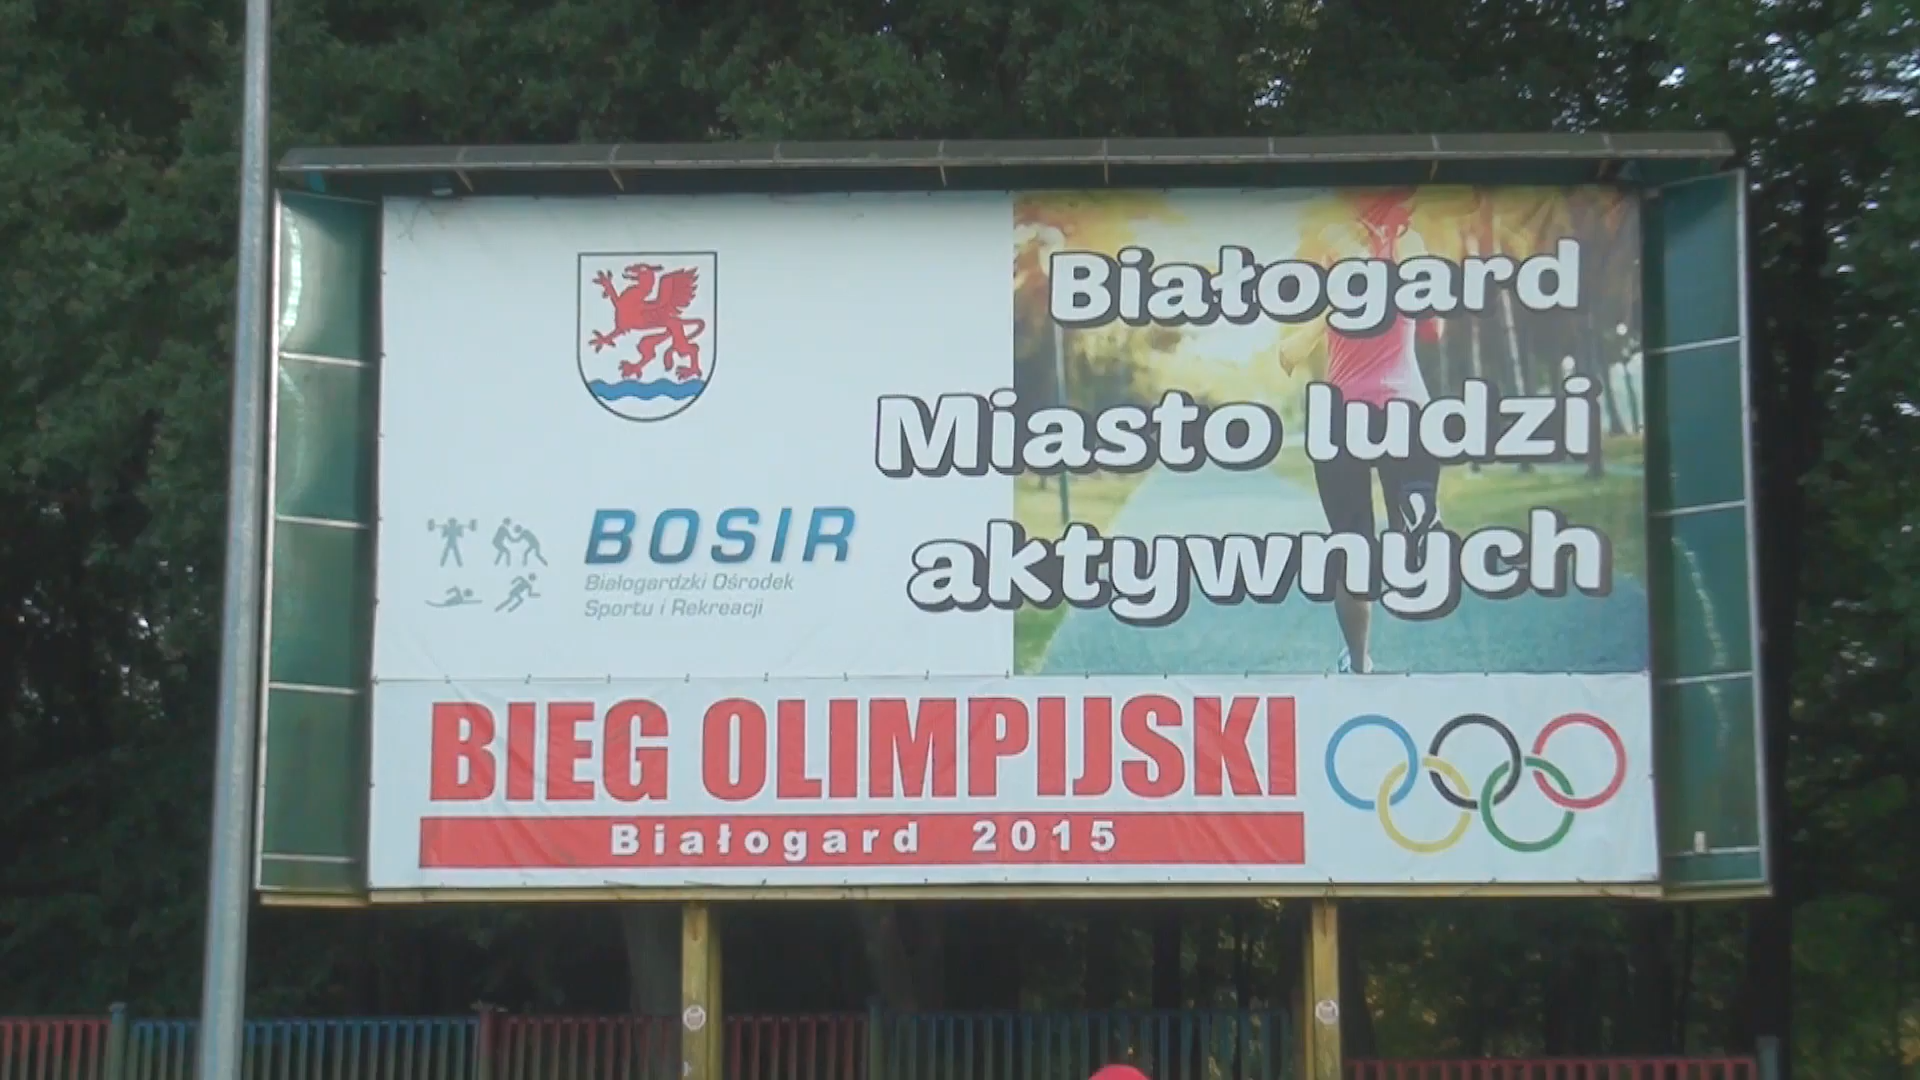 Białogard
Miasto ludzi
aktywnych
BOSIR
Białogardzki Ośrodek
Sportu i Rekreacji
BIEG OLIMPIJSKI
Białogard 2015